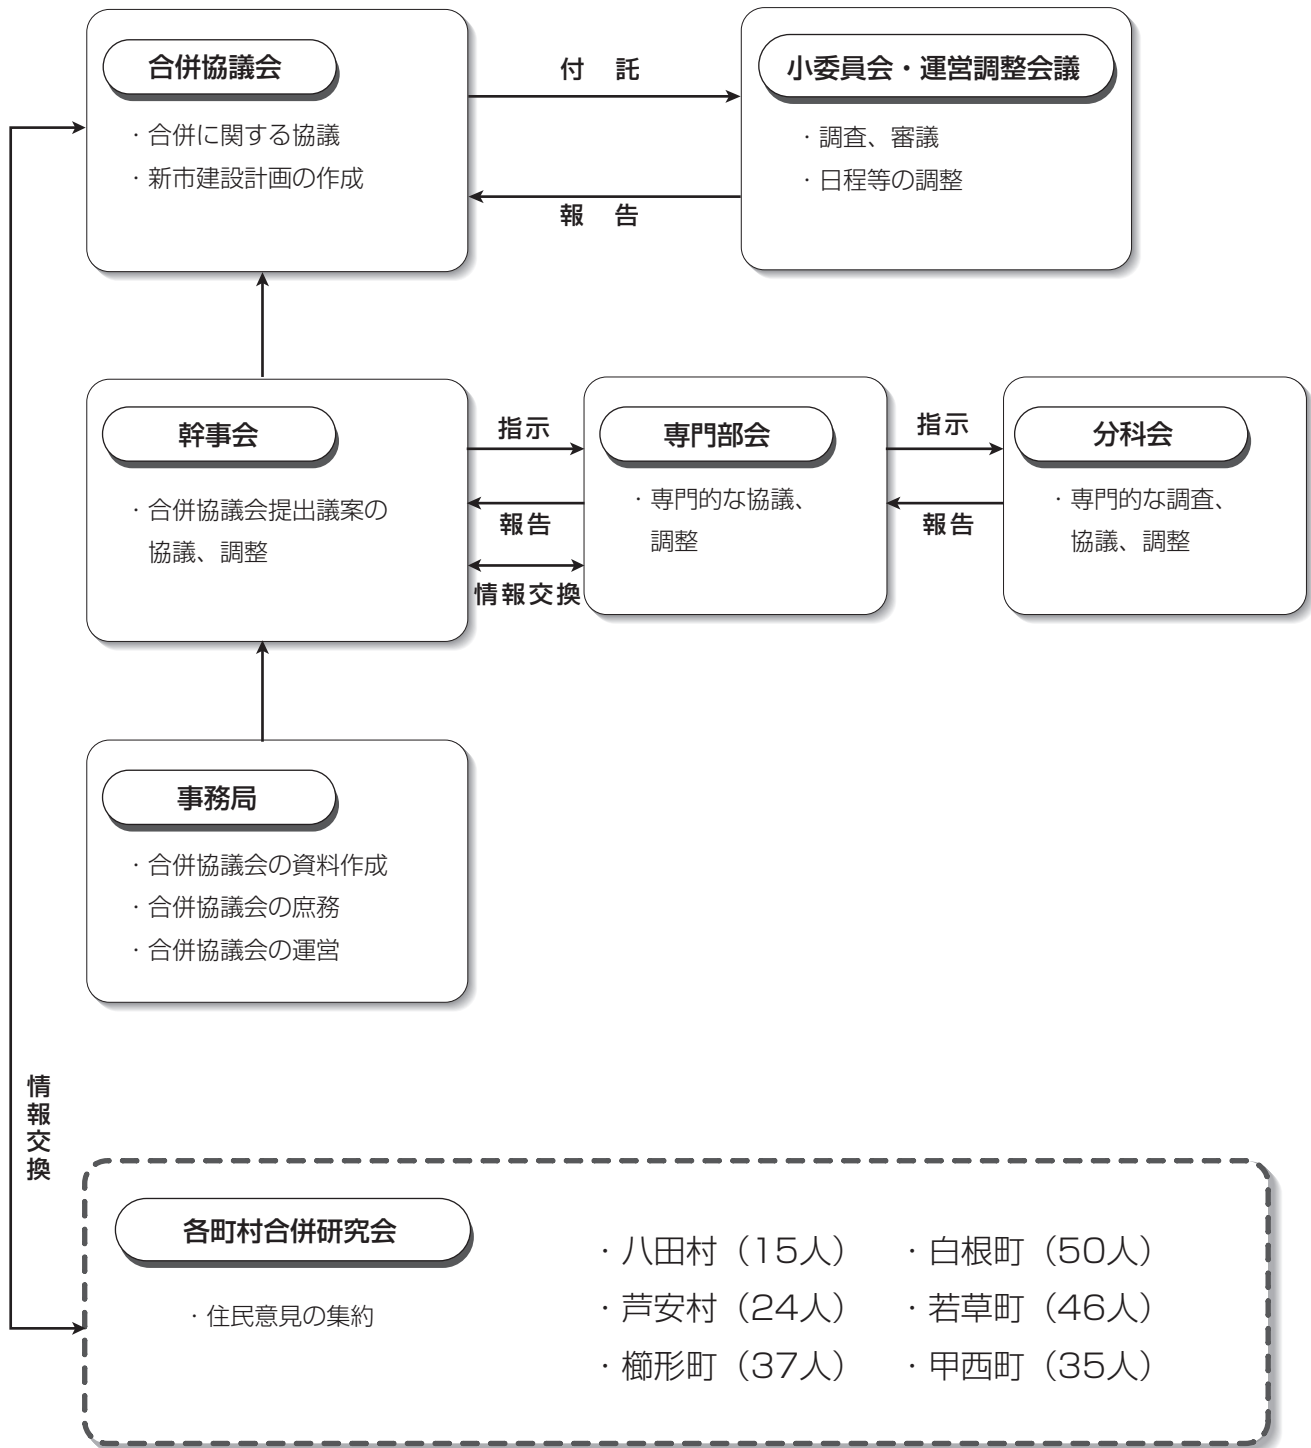 合併協議会
・合併に関する協議
・新市建設計画の作成
付　託
報　告
小委員会・運営調整会議
・調査、審議
・日程等の調整
幹事会
・合併協議会提出議案の
協議、調整
指示
報告
情報交換
専門部会
・専門的な協議、
調整
指示
報告
分科会
・専門的な調査、
協議、調整
事務局
・合併協議会の資料作成
・合併協議会の庶務
・合併協議会の運営
情報交換
各町村合併研究会
・住民意見の集約
・八田村（15人）　・白根町（50人）
・芦安村（24人）　・若草町（46人）
・櫛形町（37人）　・甲西町（35人）